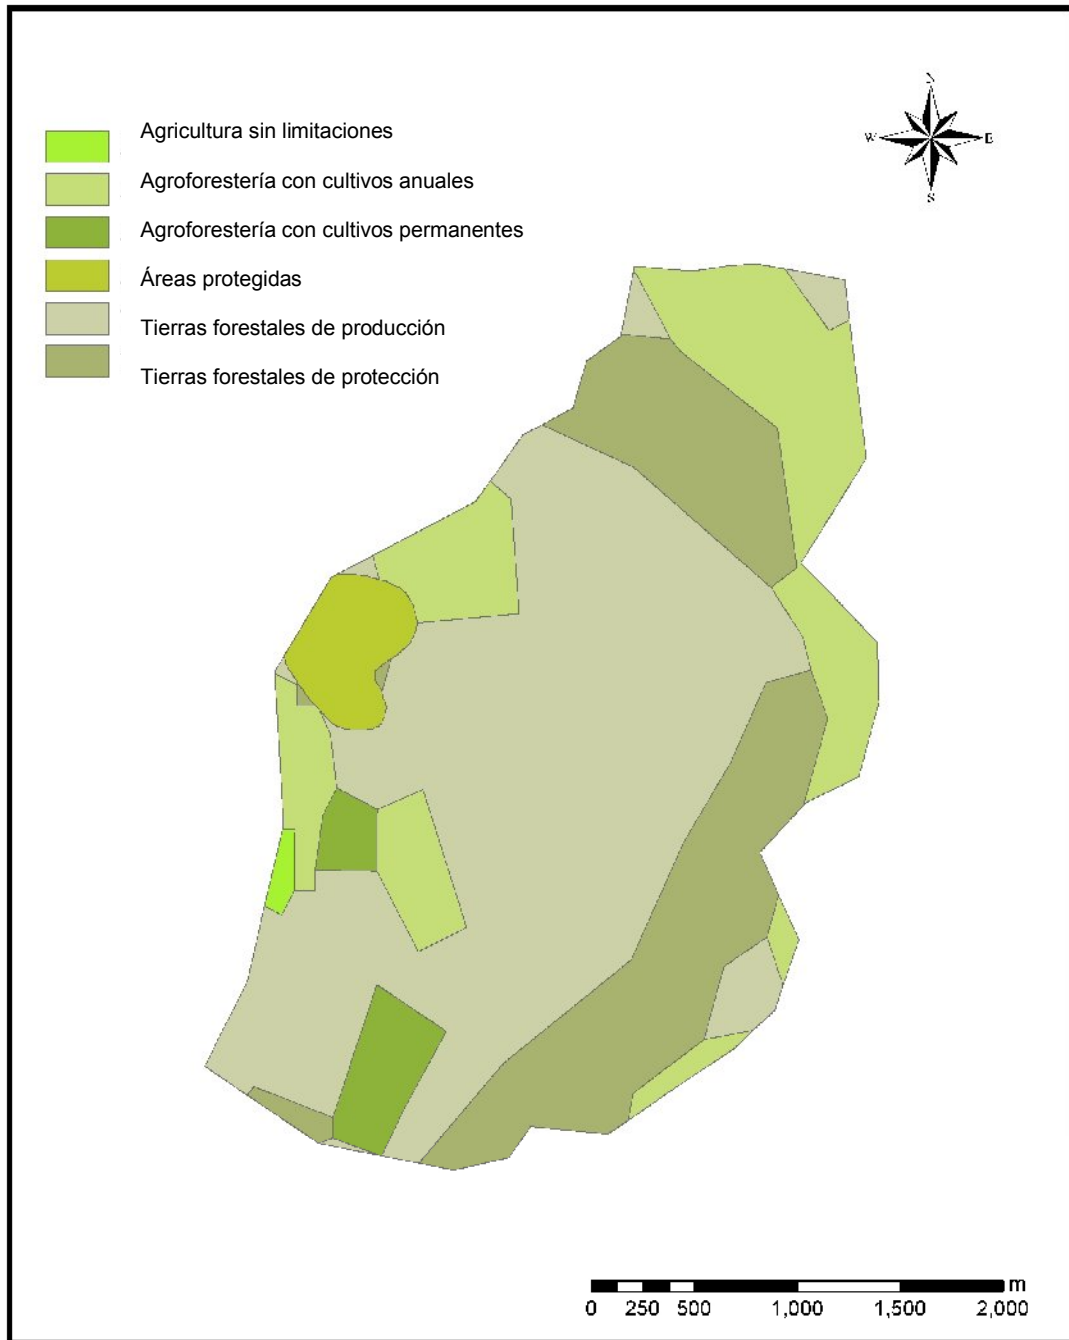 N
W E
S
Agricultura sin limitaciones
Agroforestería con cultivos anuales
Agroforestería con cultivos permanentes
Áreas protegidas
Tierras forestales de producción
Tierras forestales de protección
m
0 250 500 1,000 1,500 2,000